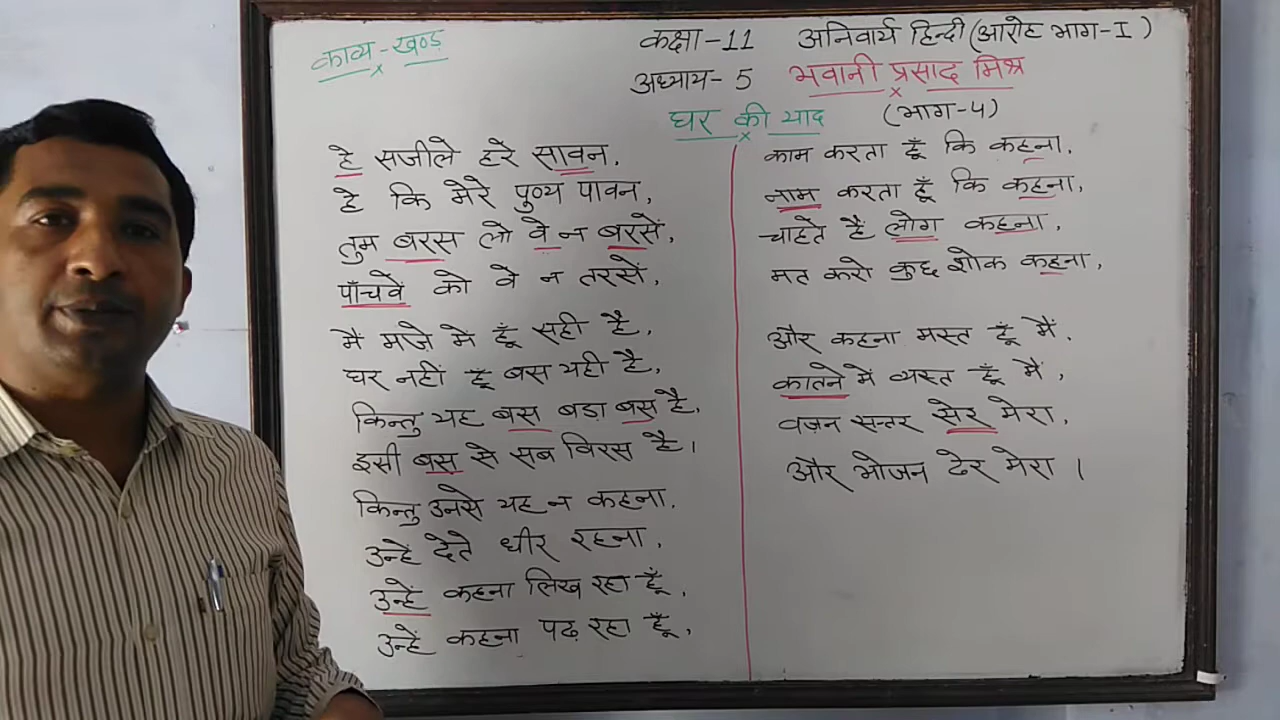 काव्य-खण्ड
कक्षा-11 अनिवार्य हिन्दी (आरोह भाग-I)
अध्याय-5 भवानी प्रसाद मिश्र
घर की याद (भाग-4)
हे सजीले हरे सावन,
हे कि मेरे पुण्य पावन,
तुम बरस लो वे न बरसें,
पाँचवें को वे न तरसें,
मैं मज़े में हूँ सही है,
घर नहीं हूँ बस यही है,
किन्तु यह बस बड़ा बस है,
इसी बस से सब विरस है।
किन्तु उनसे यह न कहना,
उन्हें देते धीर रहना,
उन्हें कहना लिख रहा हूँ,
उन्हें कहना पढ़ रहा हूँ,
काम करता हूँ कि कहना,
नाम करता हूँ कि कहना,
चाहते हैं लोग कहना,
मत करो कुछ शोक कहना,
और कहना मस्त हूँ मैं,
कातने में व्यस्त हूँ मैं,
वज़न सत्तर सेर मेरा,
और भोजन ढेर मेरा।